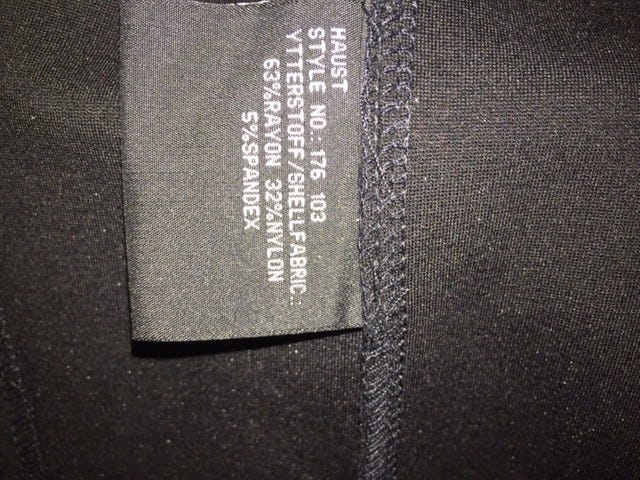 HAUST
STYLE NO.: 176 103
YTTERSTOFF/SHELLFABRIC.:
63%RAYON 32%NYLON
5%SPANDEX